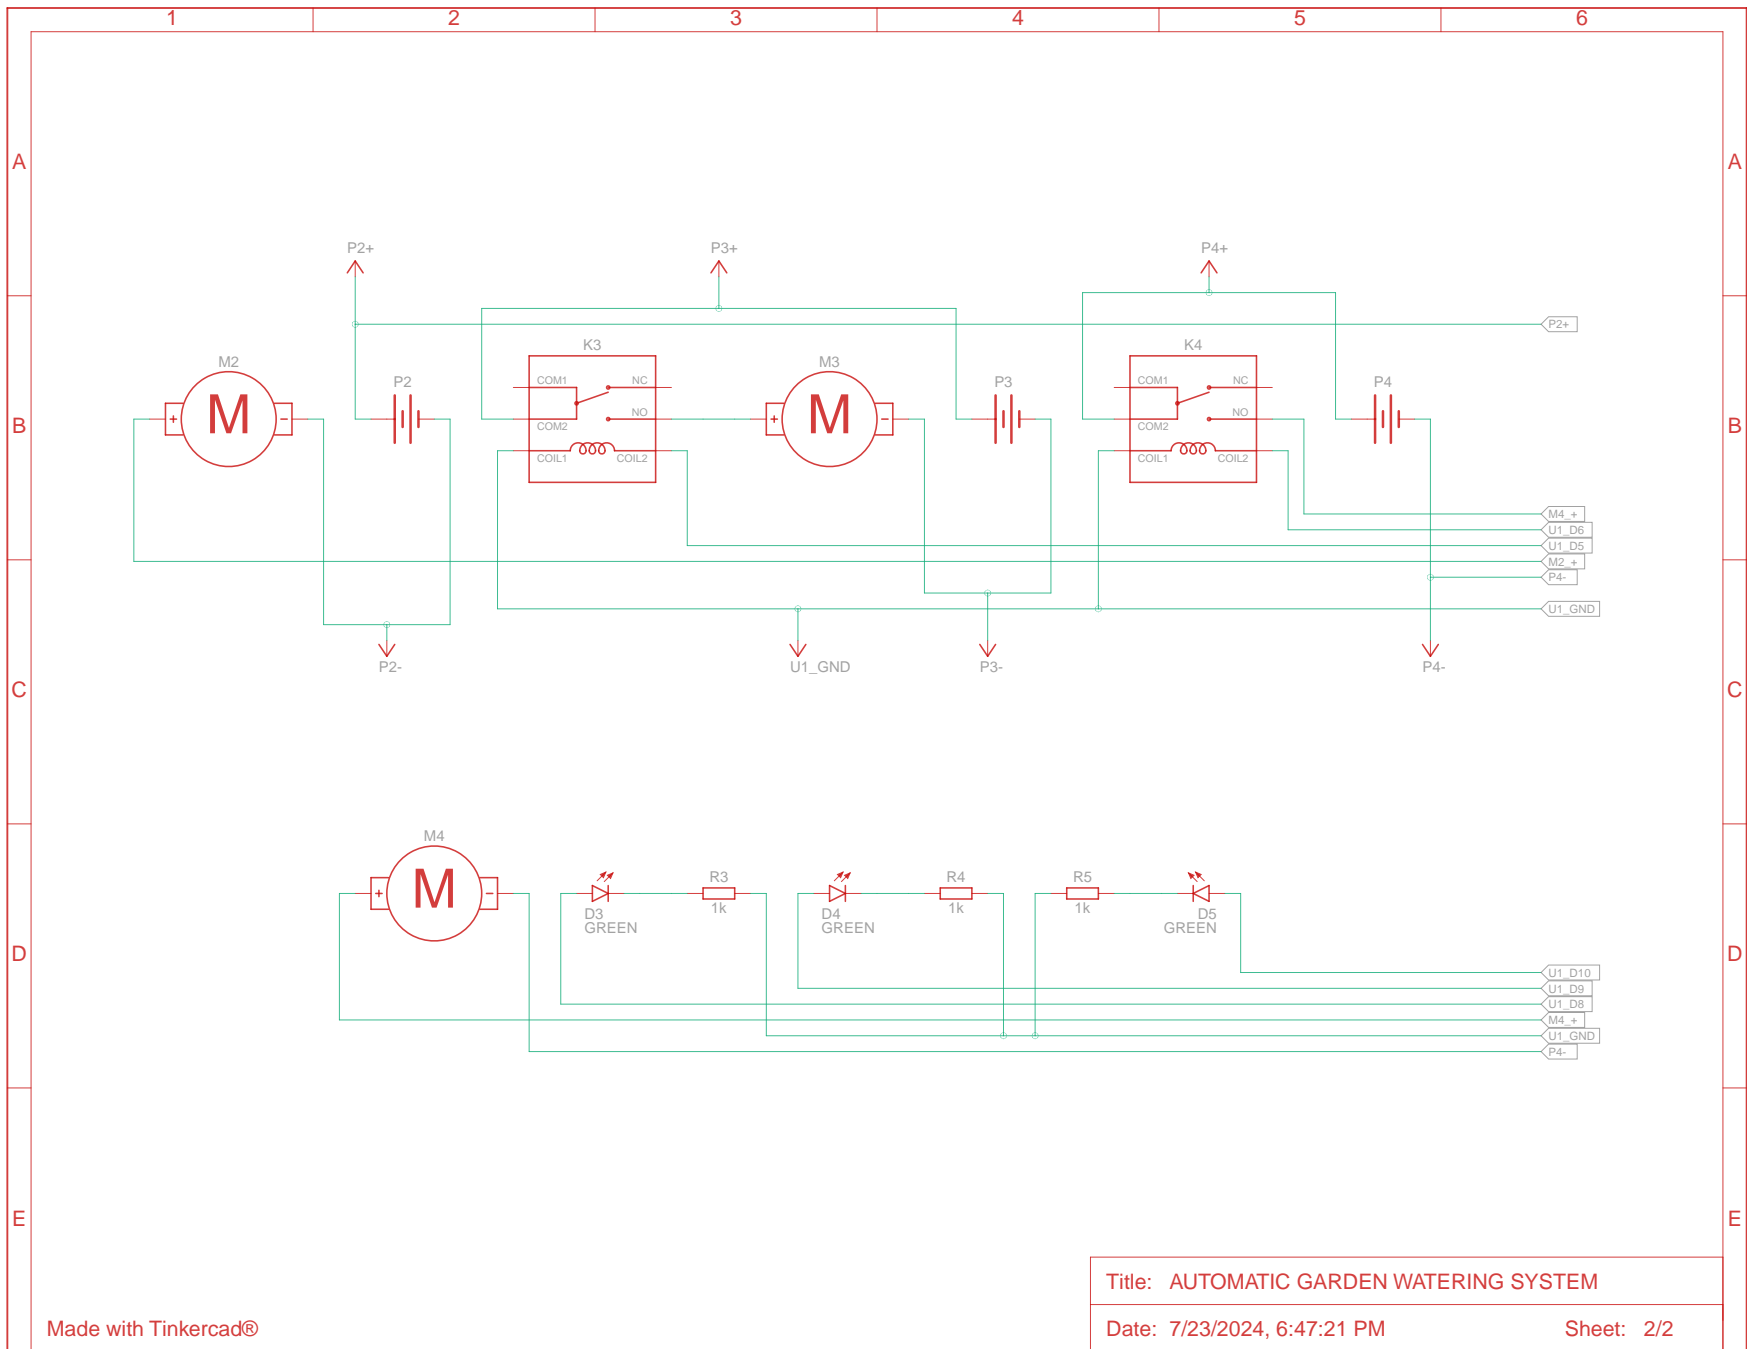 1 2 3 4 5 6
A A
P2+ P3+ P4+
P2+
K3 K4
M2 M3
P2 P3 P4
COM1 NC COM1 NC
M M
+ - NO + - NO
B B
COM2 COM2
COIL1 COIL2 COIL1 COIL2
M4_+
U1_D6
U1_D5
M2_+
P4-
U1_GND
P2- U1_GND P3- P4-
C C
M4
M
+ -
R3 R4 R5
1k 1k 1k
D3 D4 D5
GREEN GREEN GREEN
D D
U1_D10
U1_D9
U1_D8
M4_+
U1_GND
P4-
E E
Title: AUTOMATIC GARDEN WATERING SYSTEM
Made with Tinkercad®
Date: 7/23/2024, 6:47:21 PM Sheet: 2/2